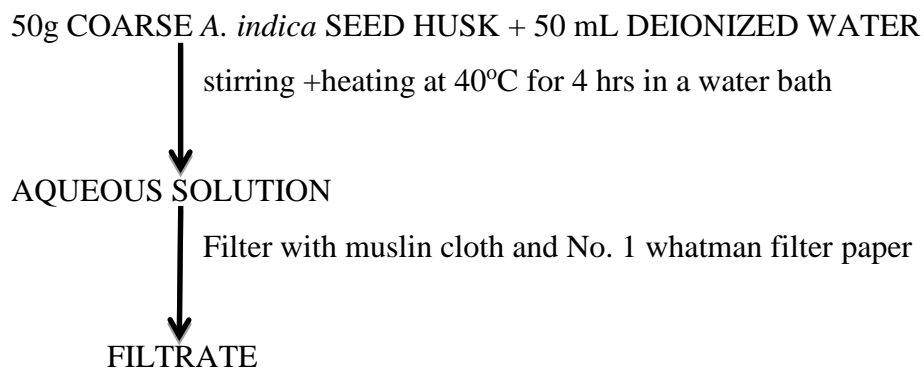 50g COARSE A. indica SEED HUSK + 50 mL DEIONIZED WATER
stirring +heating at 40°C for 4 hrs in a water bath
AQUEOUS SOLUTION
Filter with muslin cloth and No. 1 whatman filter paper
FILTRATE